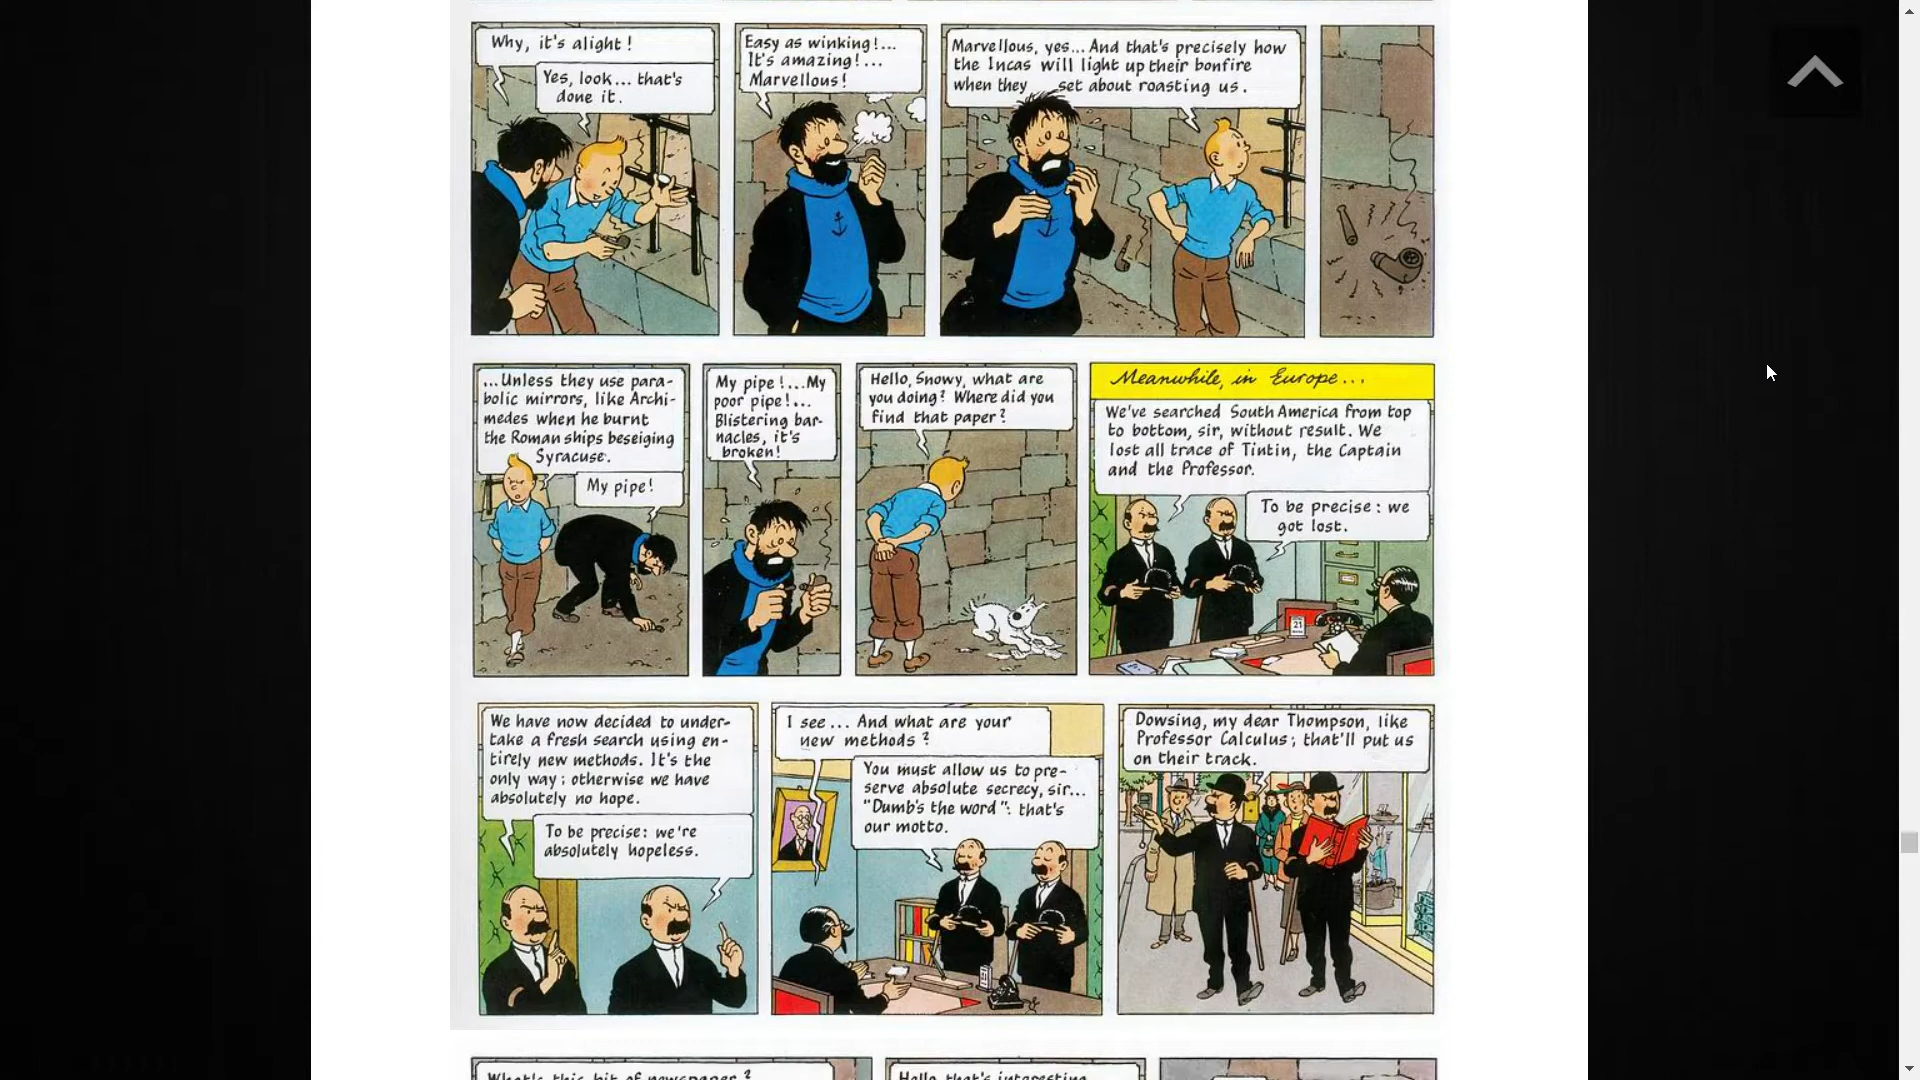 Why, it's alight!
Yes, look... that's
done it.
Easy as winking!...
It's amazing!...
Marvellous!
Marvellous, yes... And that's precisely how
the Incas will light up their bonfire
when they set about roasting us.
...Unless they use para-
bolic mirrors, like Archi-
medes when he burnt
the Roman ships beseiging
Syracuse.
My pipe!
My pipe!...My
poor pipe!...
Blistering bar-
nacles, it's
broken!
Hello, Snowy, what are
you doing? Where did you
find that paper?
Meanwhile, in Europe...
We've searched South America from top
to bottom, sir, without result. We
lost all trace of Tintin, the Captain
and the Professor.
To be precise: we
got lost.
21
We have now decided to under-
take a fresh search using en-
tirely new methods. It's the
only way; otherwise we have
absolutely no hope.
To be precise: we're
absolutely hopeless.
I see... And what are your
new methods?
You must allow us to pre-
serve absolute secrecy, sir...
"Dumb's the word": that's
our motto.
Dowsing, my dear Thompson, like
Professor Calculus; that'll put us
on their track.
What's this bit of newspaper?
Hello, that's interesting